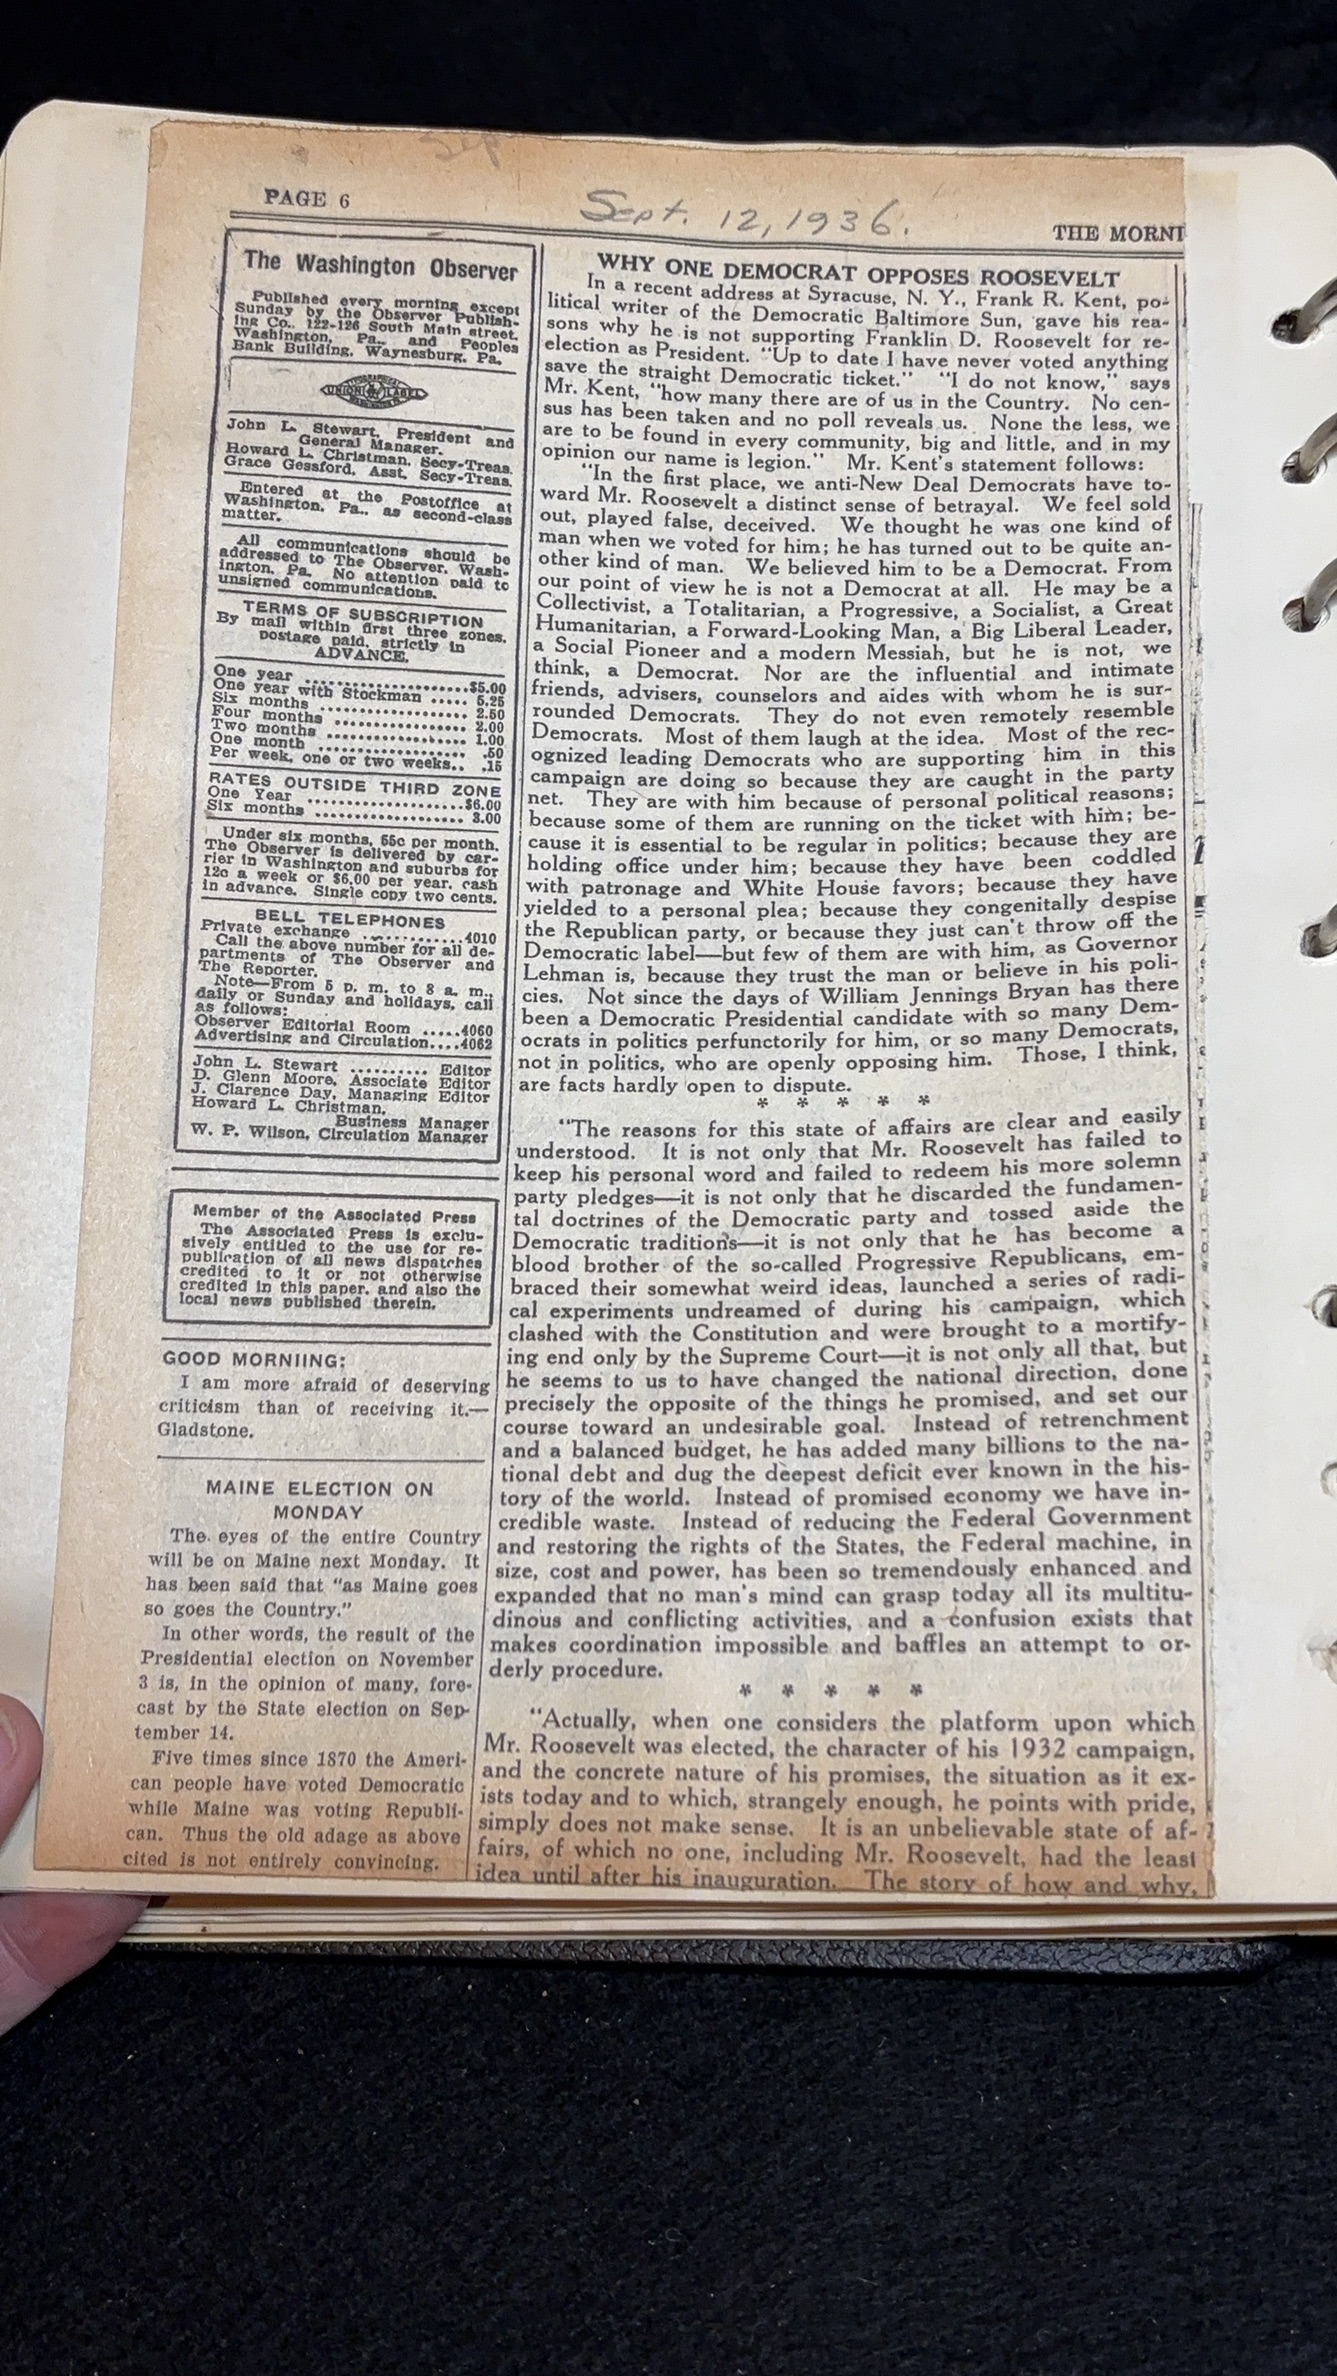 Sep
PAGE 6
Sept. 12, 1936.
THE MORNI
The Washington Observer
Published every morning except
Sunday by the Observer Publish-
ing Co., 122-126 South Main street,
Washington, Pa., and Peoples
Bank Building, Waynesburg, Pa.
UNION LABEL
John L. Stewart, President and
General Manager.
Howard L. Christman, Secy-Treas.
Grace Gessford, Asst. Secy-Treas.
Entered at the Postoffice at
Washington, Pa., as second-class
matter.
All communications should be
addressed to The Observer, Wash-
ington, Pa. No attention paid to
unsigned communications.
TERMS OF SUBSCRIPTION
By mail within first three zones,
postage paid, strictly in
ADVANCE.
One year ....................$5.00
One year with Stockman ..... 5.25
Six months .................. 2.50
Four months ................. 2.00
Two months .................. 1.00
One month ................... .50
Per week, one or two weeks.. .15
RATES OUTSIDE THIRD ZONE
One Year ....................$6.00
Six months .................. 3.00
Under six months, 55c per month.
The Observer is delivered by car-
rier in Washington and suburbs for
12c a week or $6.00 per year, cash
in advance. Single copy two cents.
BELL TELEPHONES
Private exchange ............4010
Call the above number for all de-
partments of The Observer and
The Reporter.
Note—From 5 p. m. to 8 a. m.,
daily or Sunday and holidays, call
as follows:
Observer Editorial Room .....4060
Advertising and Circulation....4062
John L. Stewart .......... Editor
D. Glenn Moore, Associate Editor
J. Clarence Day, Managing Editor
Howard L. Christman,
Business Manager
W. P. Wilson, Circulation Manager
Member of the Associated Press
The Associated Press is exclu-
sively entitled to the use for re-
publication of all news dispatches
credited to it or not otherwise
credited in this paper, and also the
local news published therein.
GOOD MORNIING:
I am more afraid of deserving
criticism than of receiving it.—
Gladstone.
MAINE ELECTION ON
MONDAY
The eyes of the entire Country
will be on Maine next Monday. It
has been said that "as Maine goes
so goes the Country."
In other words, the result of the
Presidential election on November
3 is, in the opinion of many, fore-
cast by the State election on Sep-
tember 14.
Five times since 1870 the Ameri-
can people have voted Democratic
while Maine was voting Republi-
can. Thus the old adage as above
cited is not entirely convincing.
WHY ONE DEMOCRAT OPPOSES ROOSEVELT
In a recent address at Syracuse, N. Y., Frank R. Kent, po-
litical writer of the Democratic Baltimore Sun, gave his rea-
sons why he is not supporting Franklin D. Roosevelt for re-
election as President. "Up to date I have never voted anything
save the straight Democratic ticket." "I do not know," says
Mr. Kent, "how many there are of us in the Country. No cen-
sus has been taken and no poll reveals us. None the less, we
are to be found in every community, big and little, and in my
opinion our name is legion." Mr. Kent's statement follows:
"In the first place, we anti-New Deal Democrats have to-
ward Mr. Roosevelt a distinct sense of betrayal. We feel sold
out, played false, deceived. We thought he was one kind of
man when we voted for him; he has turned out to be quite an-
other kind of man. We believed him to be a Democrat. From
our point of view he is not a Democrat at all. He may be a
Collectivist, a Totalitarian, a Progressive, a Socialist, a Great
Humanitarian, a Forward-Looking Man, a Big Liberal Leader,
a Social Pioneer and a modern Messiah, but he is not, we
think, a Democrat. Nor are the influential and intimate
friends, advisers, counselors and aides with whom he is sur-
rounded Democrats. They do not even remotely resemble
Democrats. Most of them laugh at the idea. Most of the rec-
ognized leading Democrats who are supporting him in this
campaign are doing so because they are caught in the party
net. They are with him because of personal political reasons;
because some of them are running on the ticket with him; be-
cause it is essential to be regular in politics; because they are
holding office under him; because they have been coddled
with patronage and White House favors; because they have
yielded to a personal plea; because they congenitally despise
the Republican party, or because they just can't throw off the
Democratic label—but few of them are with him, as Governor
Lehman is, because they trust the man or believe in his poli-
cies. Not since the days of William Jennings Bryan has there
been a Democratic Presidential candidate with so many Dem-
ocrats in politics perfunctorily for him, or so many Democrats,
not in politics, who are openly opposing him. Those, I think,
are facts hardly open to dispute.
* * * * *
"The reasons for this state of affairs are clear and easily
understood. It is not only that Mr. Roosevelt has failed to
keep his personal word and failed to redeem his more solemn
party pledges—it is not only that he discarded the fundamen-
tal doctrines of the Democratic party and tossed aside the
Democratic traditions—it is not only that he has become a
blood brother of the so-called Progressive Republicans, em-
braced their somewhat weird ideas, launched a series of radi-
cal experiments undreamed of during his campaign, which
clashed with the Constitution and were brought to a mortify-
ing end only by the Supreme Court—it is not only all that, but
he seems to us to have changed the national direction, done
precisely the opposite of the things he promised, and set our
course toward an undesirable goal. Instead of retrenchment
and a balanced budget, he has added many billions to the na-
tional debt and dug the deepest deficit ever known in the his-
tory of the world. Instead of promised economy we have in-
credible waste. Instead of reducing the Federal Government
and restoring the rights of the States, the Federal machine, in
size, cost and power, has been so tremendously enhanced and
expanded that no man's mind can grasp today all its multitu-
dinous and conflicting activities, and a confusion exists that
makes coordination impossible and baffles an attempt to or-
derly procedure.
* * * * *
"Actually, when one considers the platform upon which
Mr. Roosevelt was elected, the character of his 1932 campaign,
and the concrete nature of his promises, the situation as it ex-
ists today and to which, strangely enough, he points with pride,
simply does not make sense. It is an unbelievable state of af-
fairs, of which no one, including Mr. Roosevelt, had the least
idea until after his inauguration. The story of how and why,